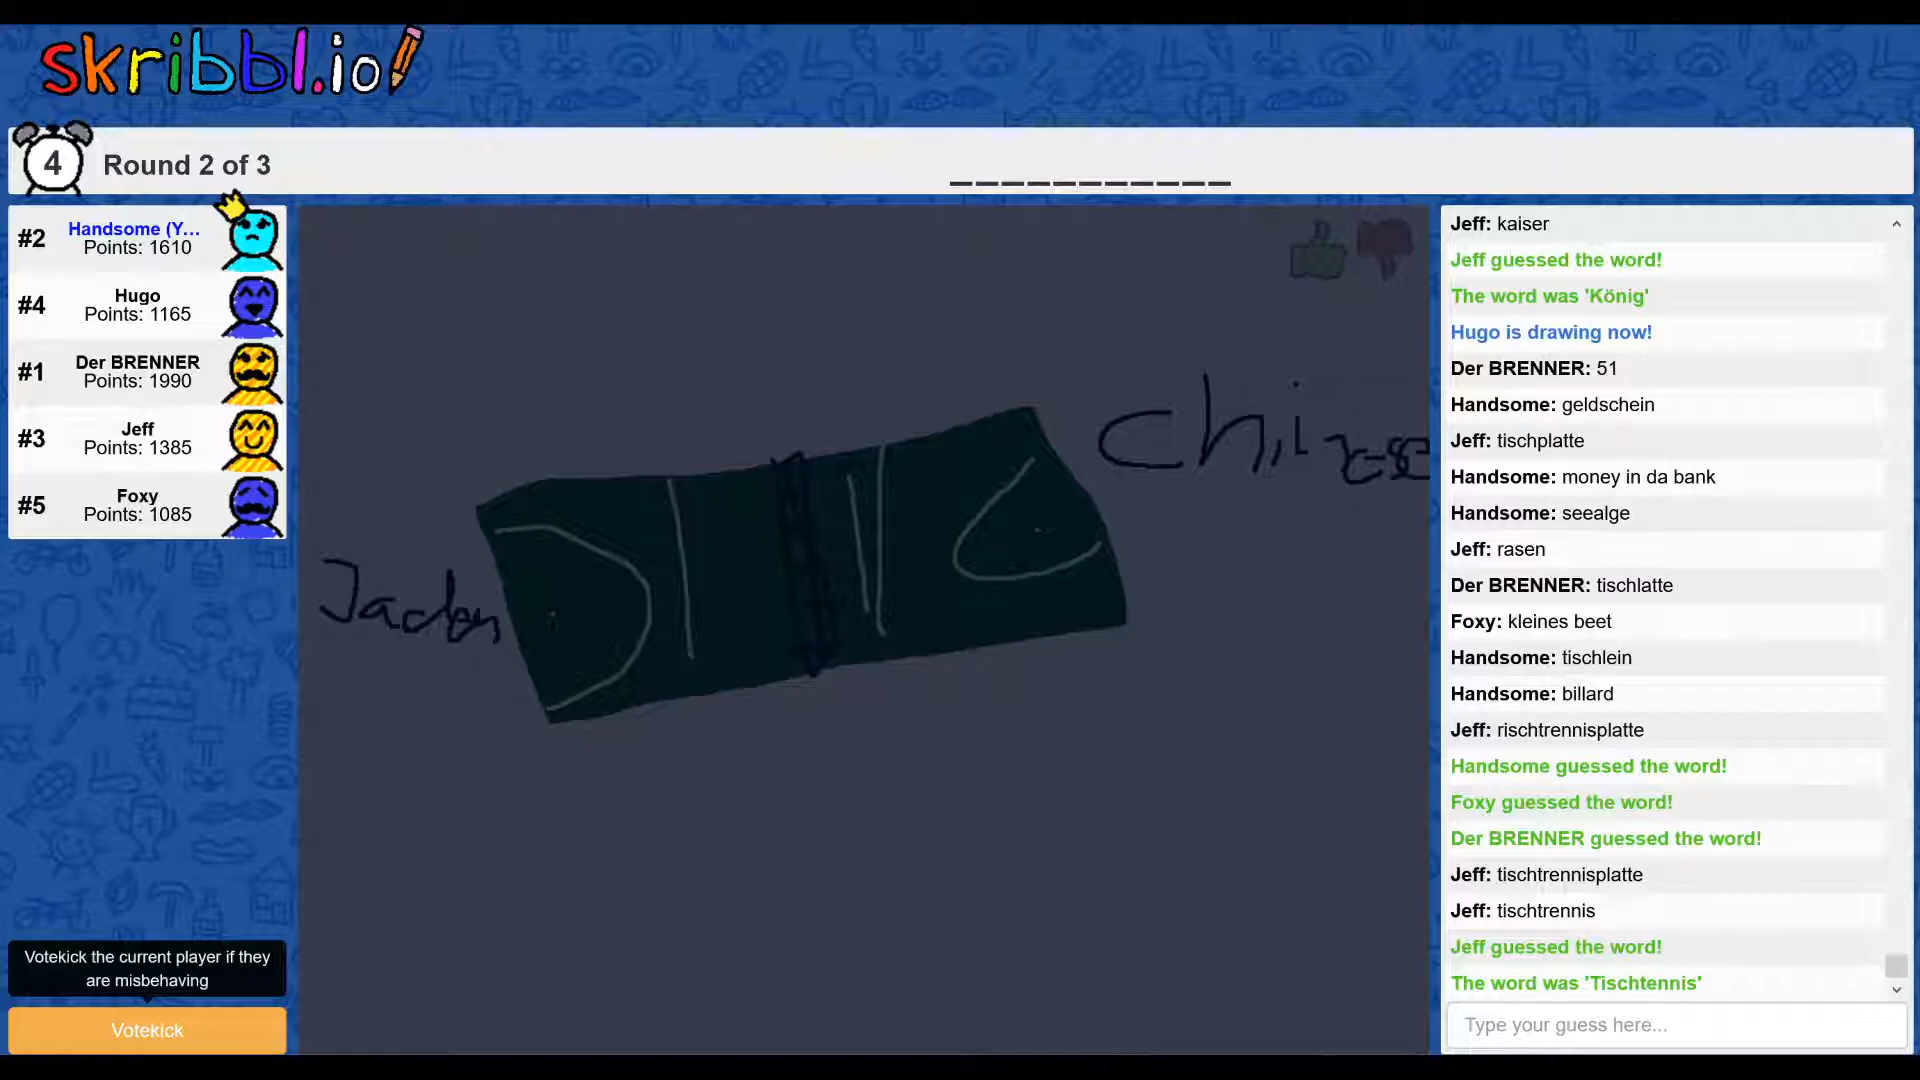 skribbl.io
4
Round 2 of 3
#2
Handsome (Y...
Points: 1610
#4
Hugo
Points: 1165
#1
Der BRENNER
Points: 1990
#3
Jeff
Points: 1385
#5
Foxy
Points: 1085
Votekick the current player if they
are misbehaving
Votekick
Jeff: kaiser
Jeff guessed the word!
The word was 'König'
Hugo is drawing now!
Der BRENNER: 51
Handsome: geldschein
Jeff: tischplatte
Handsome: money in da bank
Handsome: seealge
Jeff: rasen
Der BRENNER: tischlatte
Foxy: kleines beet
Handsome: tischlein
Handsome: billard
Jeff: rischtrennisplatte
Handsome guessed the word!
Foxy guessed the word!
Der BRENNER guessed the word!
Jeff: tischtrennisplatte
Jeff: tischtrennis
Jeff guessed the word!
The word was 'Tischtennis'
Type your guess here...